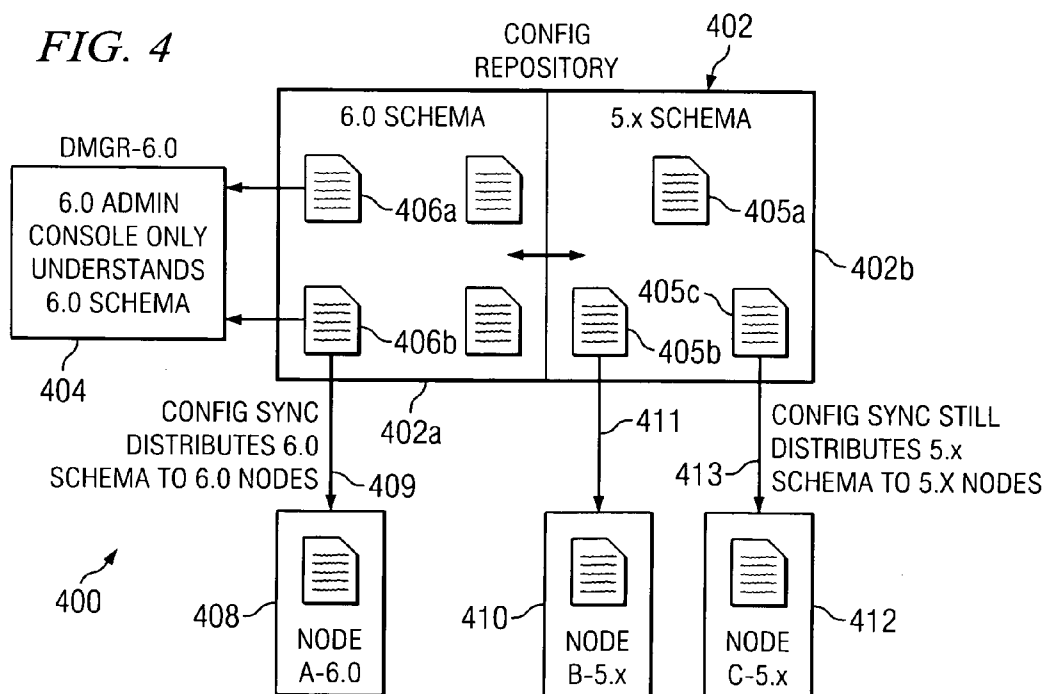 FIG. 4
CONFIG
REPOSITORY
402
6.0 SCHEMA
5.x SCHEMA
DMGR-6.0
6.0 ADMIN
CONSOLE ONLY
UNDERSTANDS
6.0 SCHEMA
404
406a
405a
402b
406b
405c
405b
402a
CONFIG SYNC
DISTRIBUTES 6.0
SCHEMA TO 6.0 NODES
409
411
CONFIG SYNC STILL
DISTRIBUTES 5.x
SCHEMA TO 5.X NODES
413
400
408
NODE
A-6.0
410
NODE
B-5.x
412
NODE
C-5.x